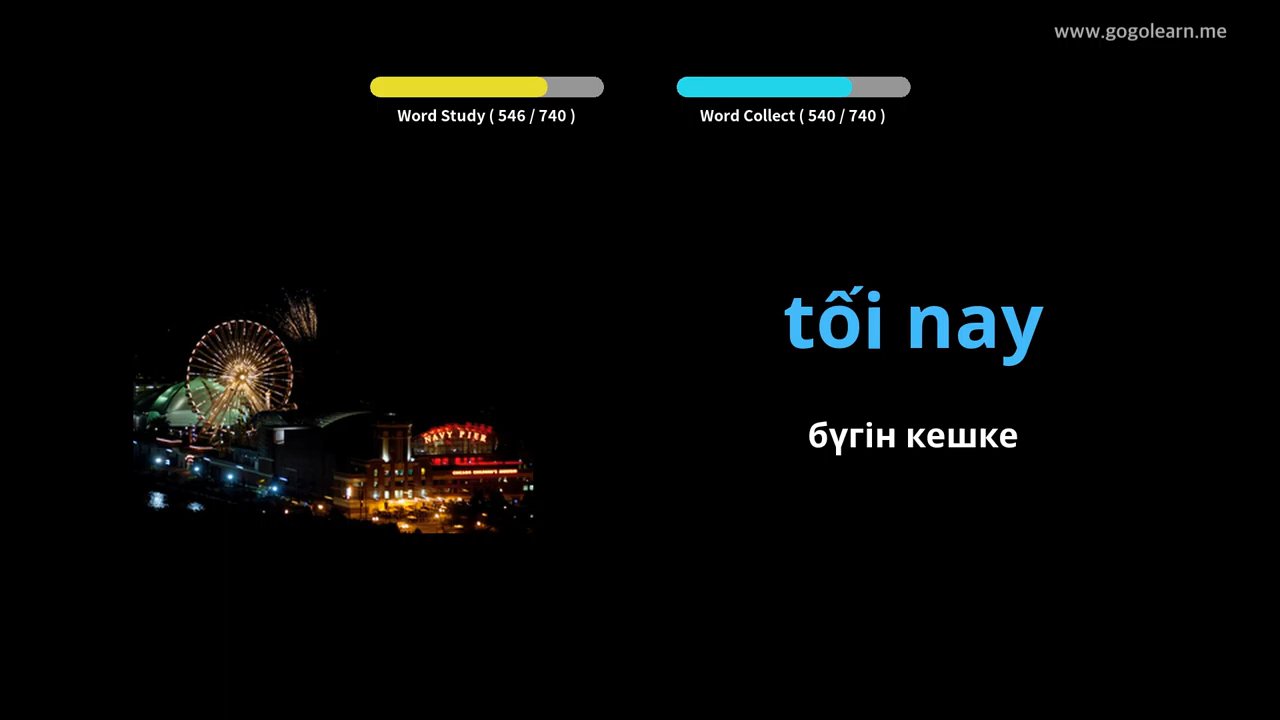 www.gogolearn.me
Word Study ( 546 / 740 )
Word Collect ( 540 / 740 )
tối nay
бүгін кешке
NAVY PIER